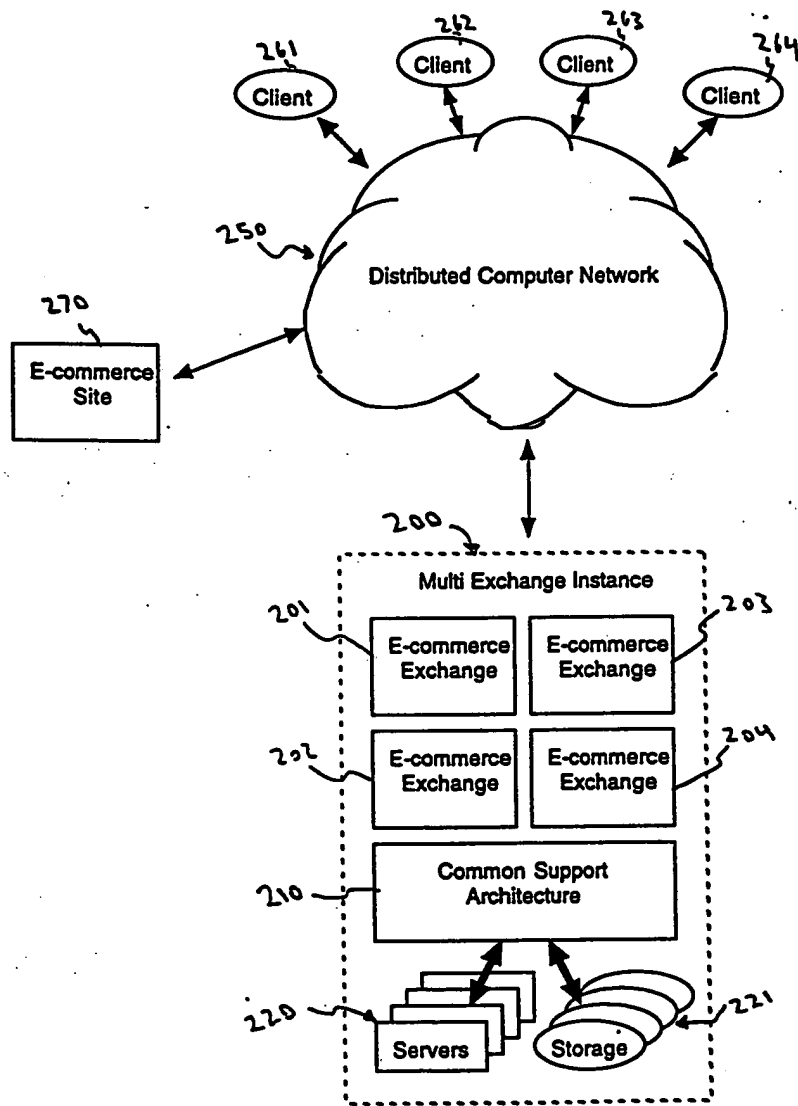 261
262
263
264
Client
Client
Client
Client
250
Distributed Computer Network
270
E-commerce
Site
200
Multi Exchange Instance
201
E-commerce
Exchange
E-commerce
Exchange
203
202
E-commerce
Exchange
E-commerce
Exchange
204
210
Common Support
Architecture
220
Servers
Storage
221